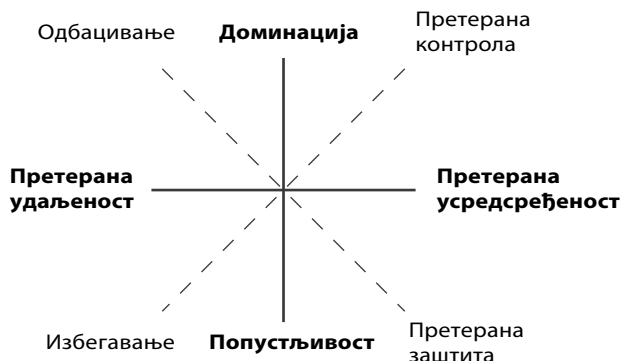 Одбацивање
Доминација
Претерана
контрола
Претерана
удаљеност
Претерана
усредсређеност
Избегавање
Попустљивост
Претерана
заштита